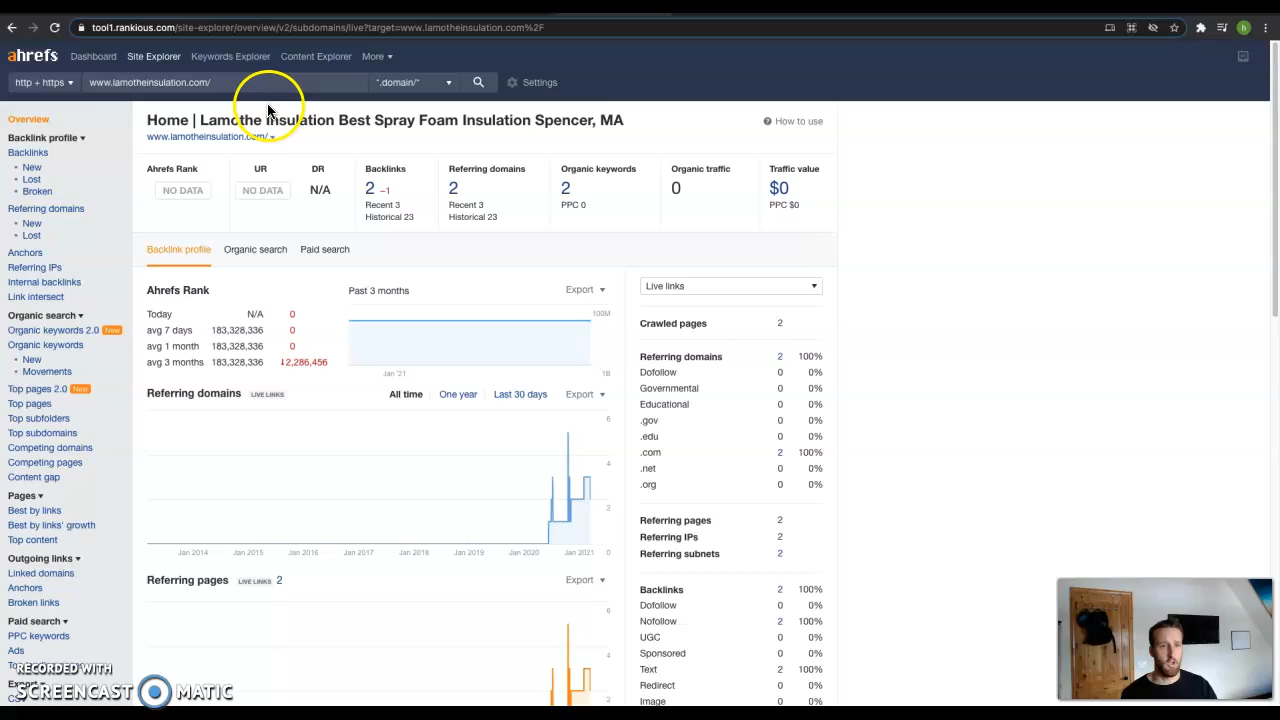 tool1.rankious.com/site-explorer/overview/v2/subdomains/live?target=www.lamotheinsulation.com%2F
h
ahrefs Dashboard Site Explorer Keywords Explorer Content Explorer More
http + https www.lamotheinsulation.com/ *.domain/* Settings
Overview
Backlink profile
Backlinks
New
Lost
Broken
Referring domains
New
Lost
Anchors
Referring IPs
Internal backlinks
Link intersect
Organic search
Organic keywords 2.0 New
Organic keywords
New
Movements
Top pages 2.0 New
Top pages
Top subfolders
Top subdomains
Competing domains
Competing pages
Content gap
Pages
Best by links
Best by links' growth
Top content
Outgoing links
Linked domains
Anchors
Broken links
Paid search
PPC keywords
Ads
Home | Lamothe Insulation Best Spray Foam Insulation Spencer, MA
How to use
www.lamotheinsulation.com/
Ahrefs Rank UR DR Backlinks Referring domains Organic keywords Organic traffic Traffic value
NO DATA NO DATA N/A 2 -1 2 2 0 $0
Recent 3 Recent 3 PPC 0 PPC $0
Historical 23 Historical 23
Backlink profile Organic search Paid search
Ahrefs Rank Past 3 months Export
Today N/A 0
avg 7 days 183,328,336 0
avg 1 month 183,328,336 0
avg 3 months 183,328,336 ↓2,286,456
100M
Jan '21 1B
Referring domains LIVE LINKS All time One year Last 30 days Export
6
4
2
0
Jan 2014 Jan 2015 Jan 2016 Jan 2017 Jan 2018 Jan 2019 Jan 2020 Jan 2021
Referring pages LIVE LINKS 2 Export
6
4
2
Live links
Crawled pages 2
Referring domains 2 100%
Dofollow 0 0%
Governmental 0 0%
Educational 0 0%
.gov 0 0%
.edu 0 0%
.com 2 100%
.net 0 0%
.org 0 0%
Referring pages 2
Referring IPs 2
Referring subnets 2
Backlinks 2 100%
Dofollow 0 0%
Nofollow 2 100%
UGC 0 0%
Sponsored 0 0%
Text 2 100%
Redirect 0 0%
Image 0 0%
RECORDED WITH
SCREENCAST MATIC